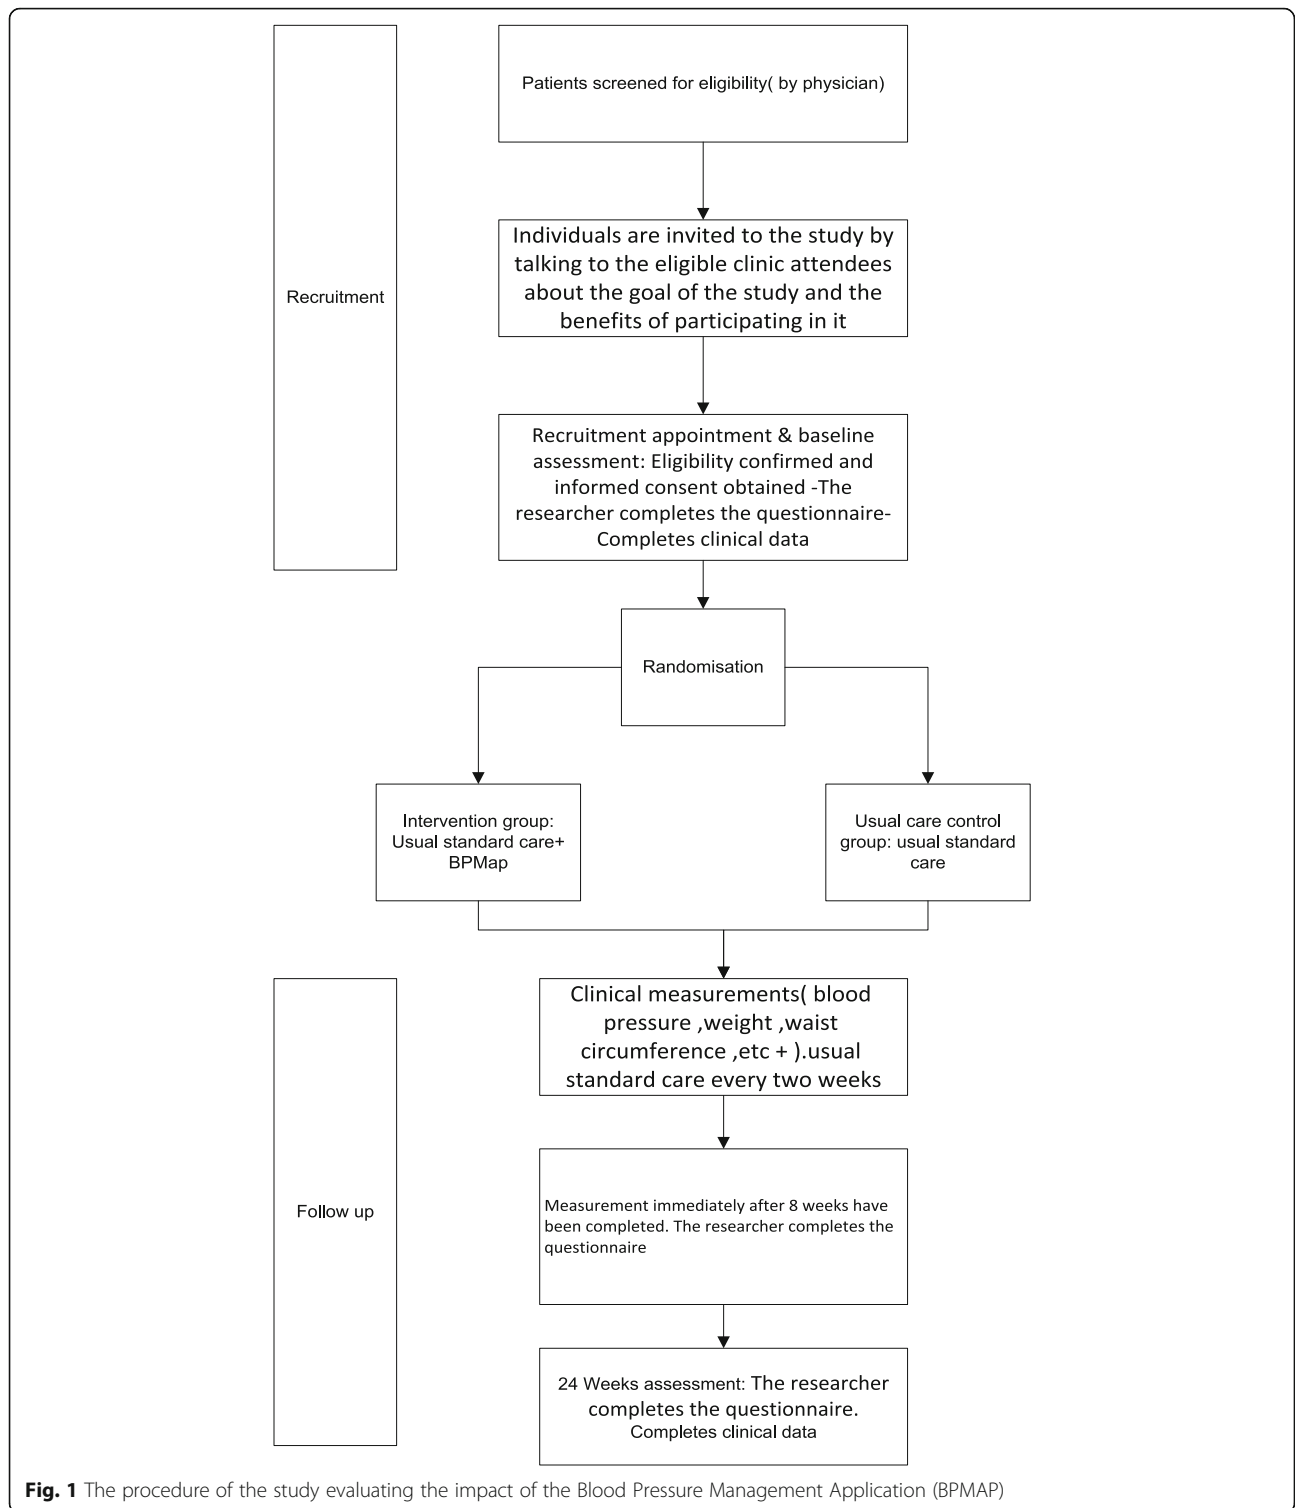 Patients screened for eligibility( by physician)
Individuals are invited to the study by
talking to the eligible clinic attendees
about the goal of the study and the
benefits of participating in it
Recruitment
Recruitment appointment & baseline
assessment: Eligibility confirmed and
informed consent obtained -The
researcher completes the questionnaire-
Completes clinical data
Randomisation
Intervention group:
Usual standard care+
BPMap
Usual care control
group: usual standard
care
Clinical measurements( blood
pressure ,weight ,waist
circumference ,etc + ).usual
standard care every two weeks
Follow up
Measurement immediately after 8 weeks have
been completed. The researcher completes the
questionnaire
24 Weeks assessment: The researcher
completes the questionnaire.
Completes clinical data
Fig. 1 The procedure of the study evaluating the impact of the Blood Pressure Management Application (BPMAP)